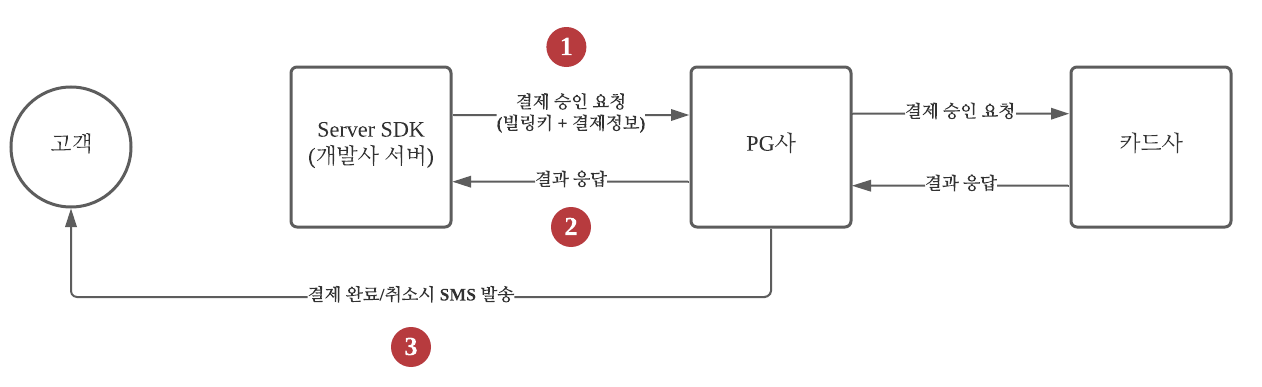 1
결제 승인 요청
(빌링키 + 결제정보)
고객
Server SDK
(개발사 서버)
PG사
결제 승인 요청
카드사
결과 응답
결과 응답
2
결제 완료/취소시 SMS 발송
3